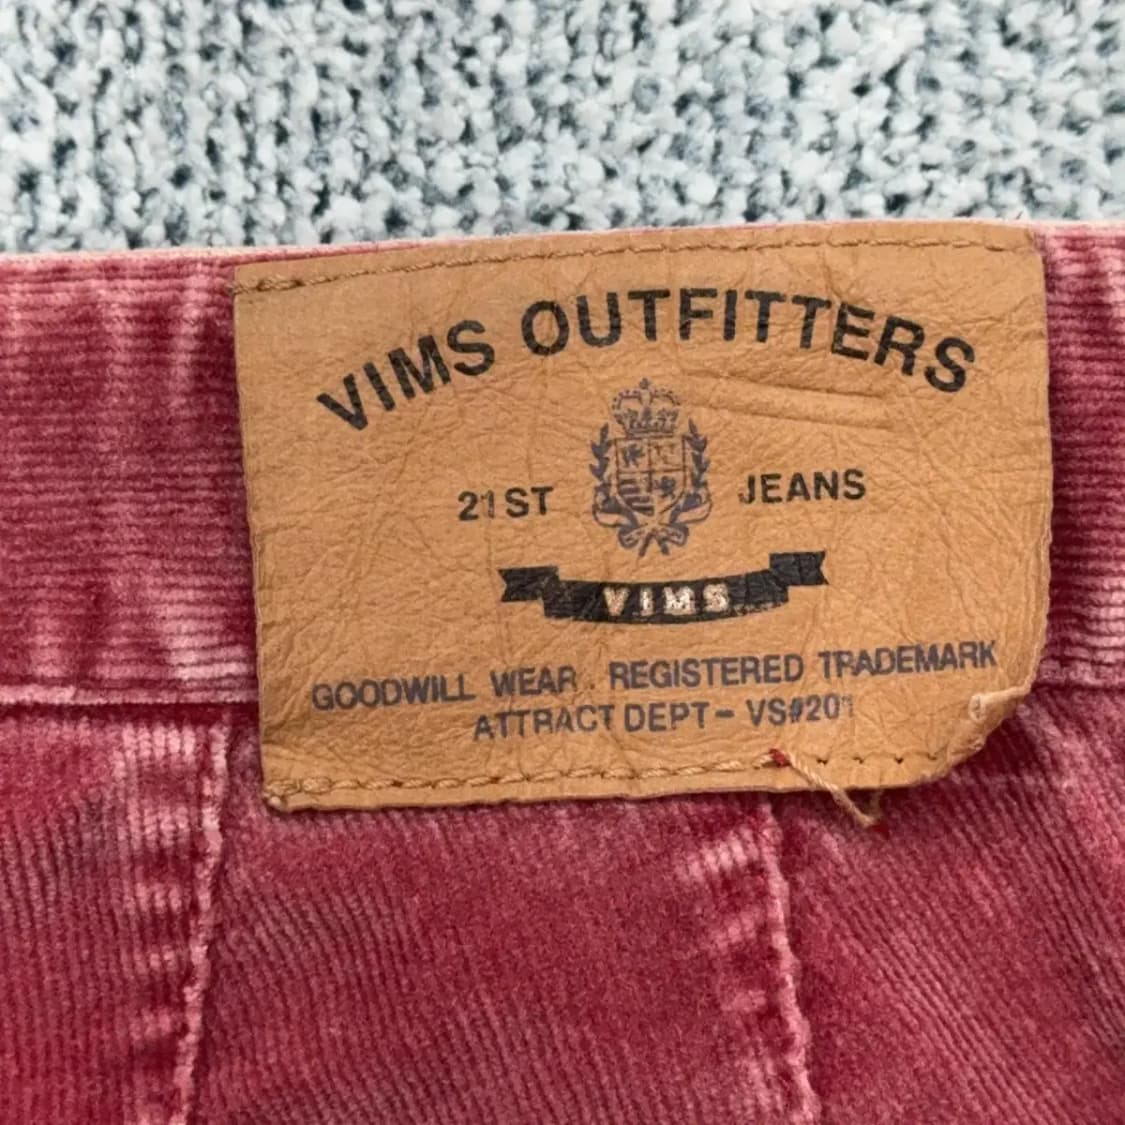 VIMS OUTFITTERS
21ST JEANS
VIMS
GOODWILL WEAR . REGISTERED TRADEMARK
ATTRACT DEPT - VS#201